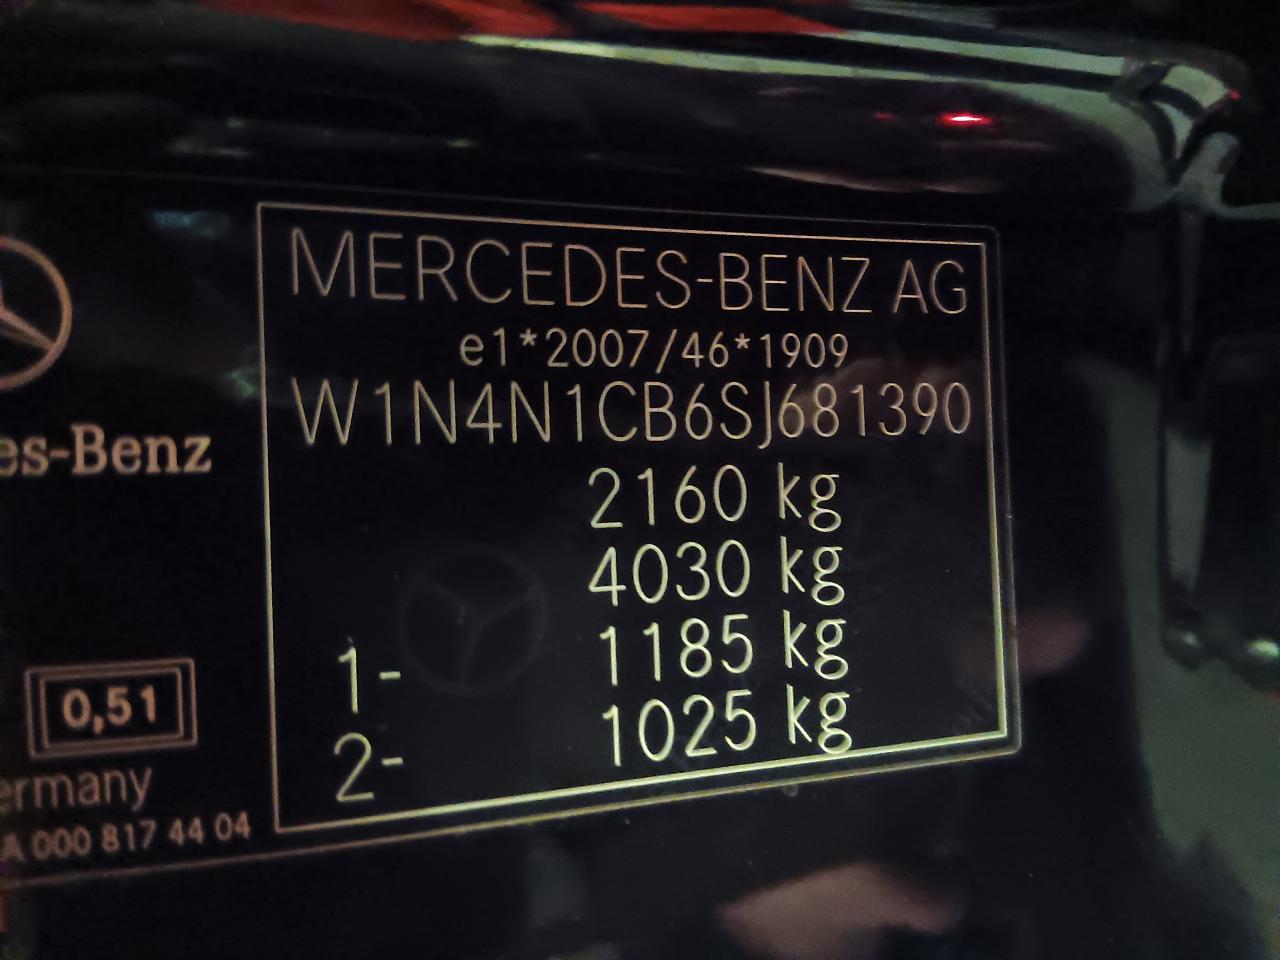 MERCEDES-BENZ AG
e1*2007/46*1909
W1N4N1CB6SJ681390
2160 kg
4030 kg
1- 1185 kg
2- 1025 kg
es-Benz
0,51
ermany
A 000 817 44 04